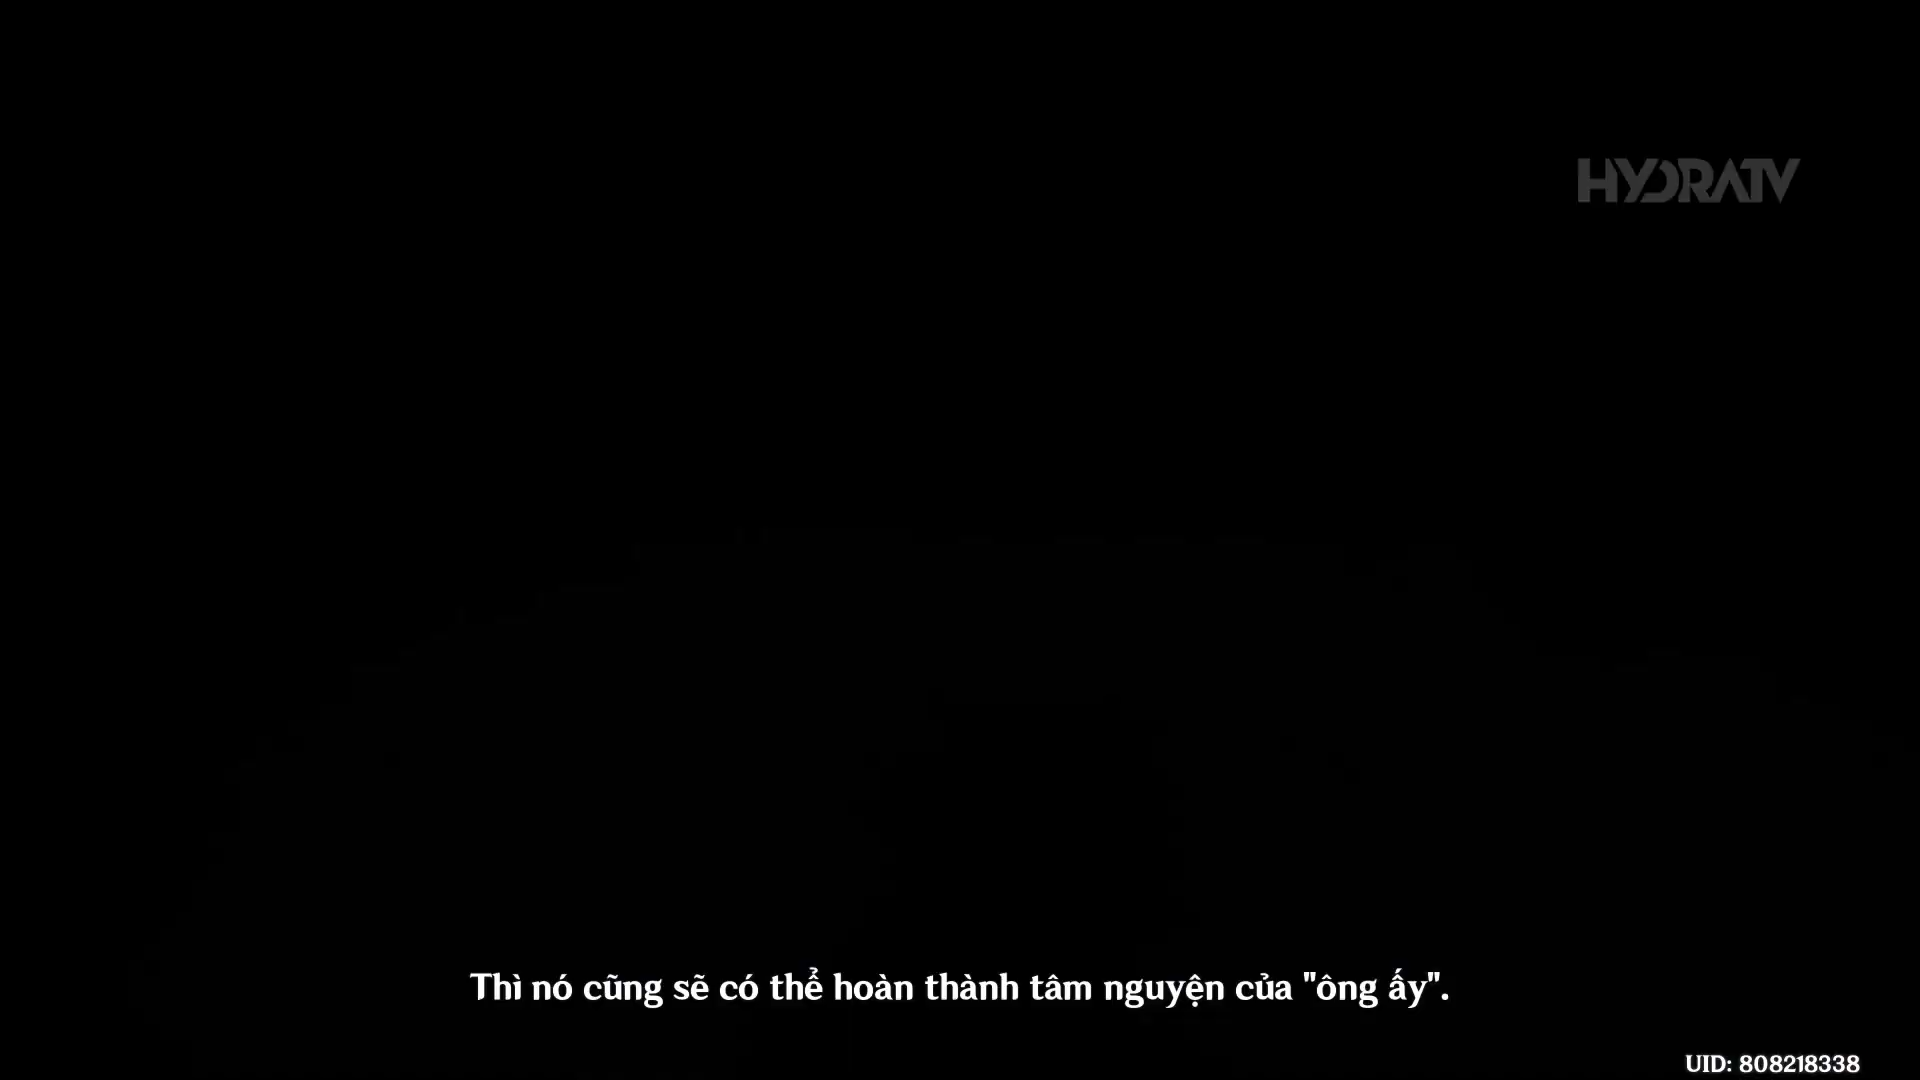 HYDRATV
Thì nó cũng sẽ có thể hoàn thành tâm nguyện của "ông ấy".
UID: 808218338